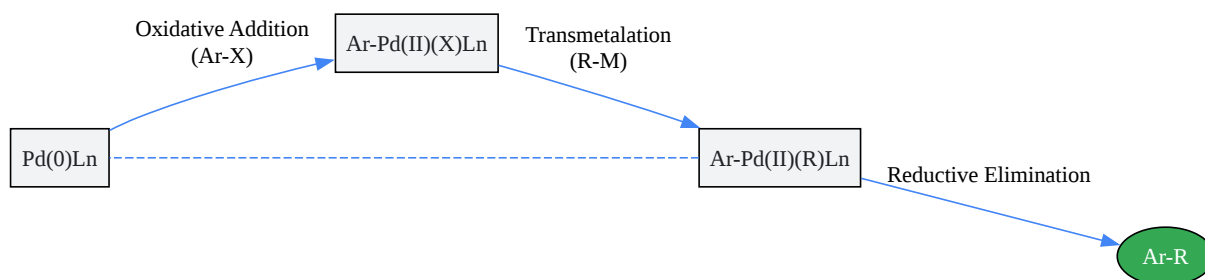 Oxidative Addition
(Ar-X)
Ar-Pd(II)(X)Ln
Transmetalation
(R-M)
Pd(0)Ln
Ar-Pd(II)(R)Ln
Reductive Elimination
Ar-R